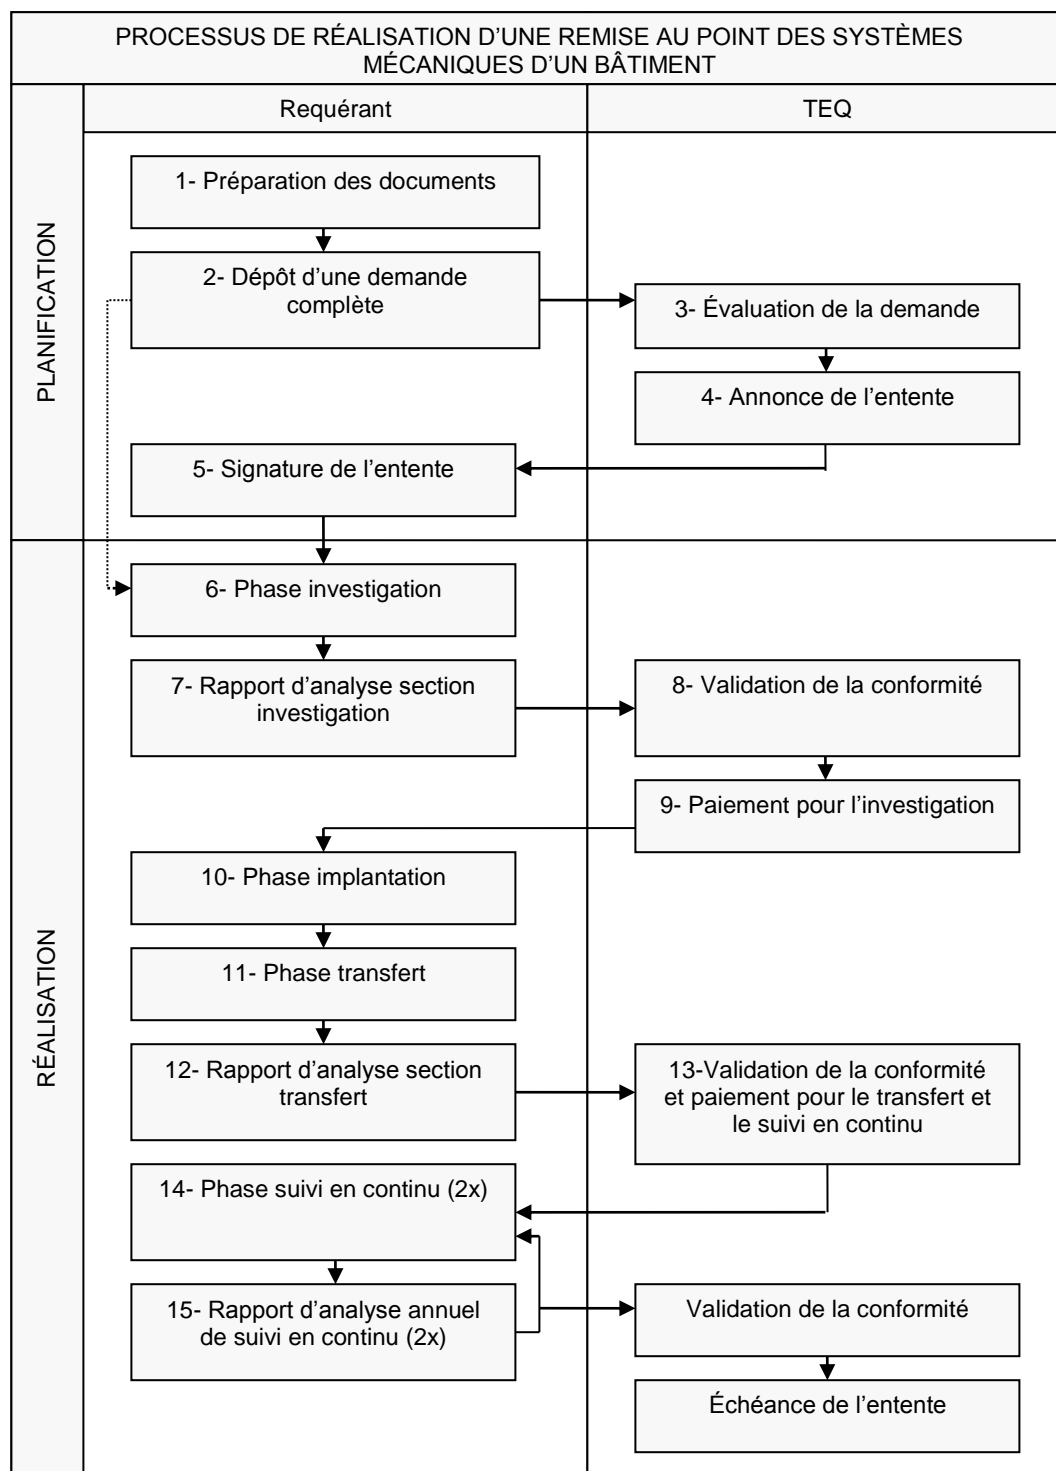 PROCESSUS DE RÉALISATION D’UNE REMISE AU POINT DES SYSTÈMES
MÉCANIQUES D’UN BÂTIMENT
Requérant
TEQ
PLANIFICATION
1- Préparation des documents
2- Dépôt d’une demande
complète
3- Évaluation de la demande
4- Annonce de l’entente
5- Signature de l’entente
RÉALISATION
6- Phase investigation
7- Rapport d’analyse section
investigation
8- Validation de la conformité
9- Paiement pour l’investigation
10- Phase implantation
11- Phase transfert
12- Rapport d’analyse section
transfert
13-Validation de la conformité
et paiement pour le transfert et
le suivi en continu
14- Phase suivi en continu (2x)
15- Rapport d’analyse annuel
de suivi en continu (2x)
Validation de la conformité
Échéance de l’entente